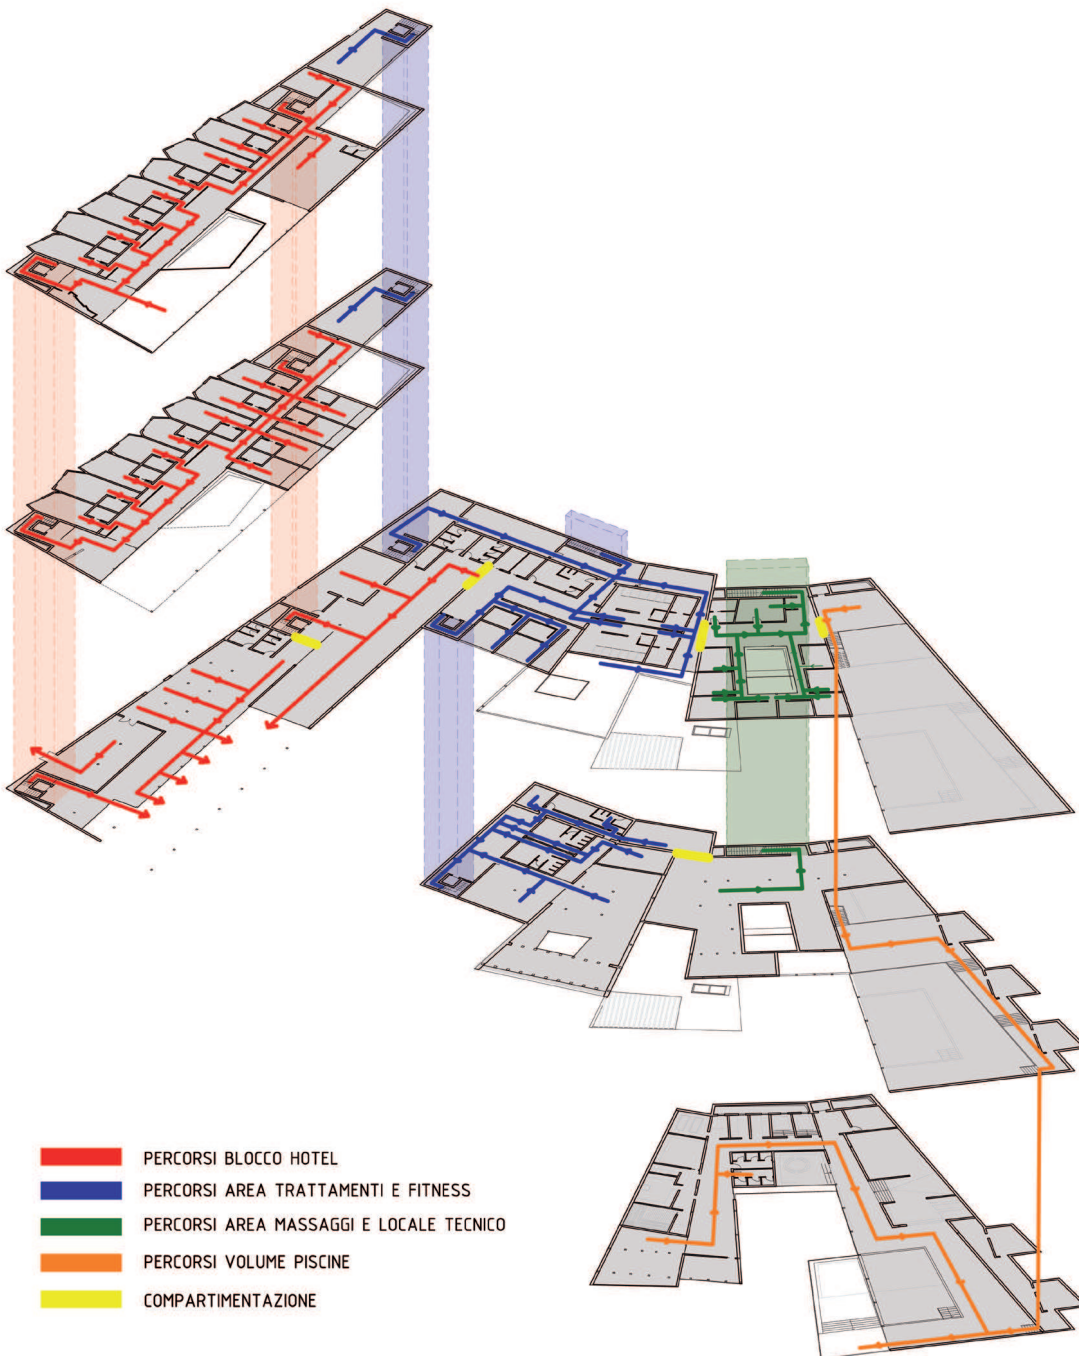 PERCORSI BLOCCO HOTEL
PERCORSI AREA TRATTAMENTI E FITNESS
PERCORSI AREA MASSAGGI E LOCALE TECNICO
PERCORSI VOLUME PISCINE
COMPARTIMENTAZIONE